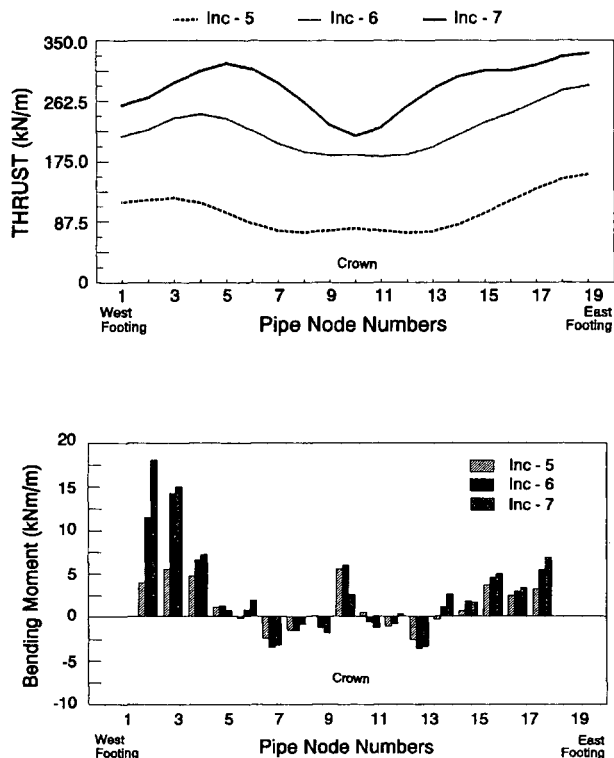 Inc - 5 Inc - 6 Inc - 7
350.0
262.5
175.0
87.5
0
THRUST (kN/m)
Crown
1 3 5 7 9 11 13 15 17 19
West Footing
Pipe Node Numbers
East Footing
20
15
10
5
0
-5
-10
Bending Moment (kNm/m)
Inc - 5
Inc - 6
Inc - 7
Crown
1 3 5 7 9 11 13 15 17 19
West Footing
Pipe Node Numbers
East Footing